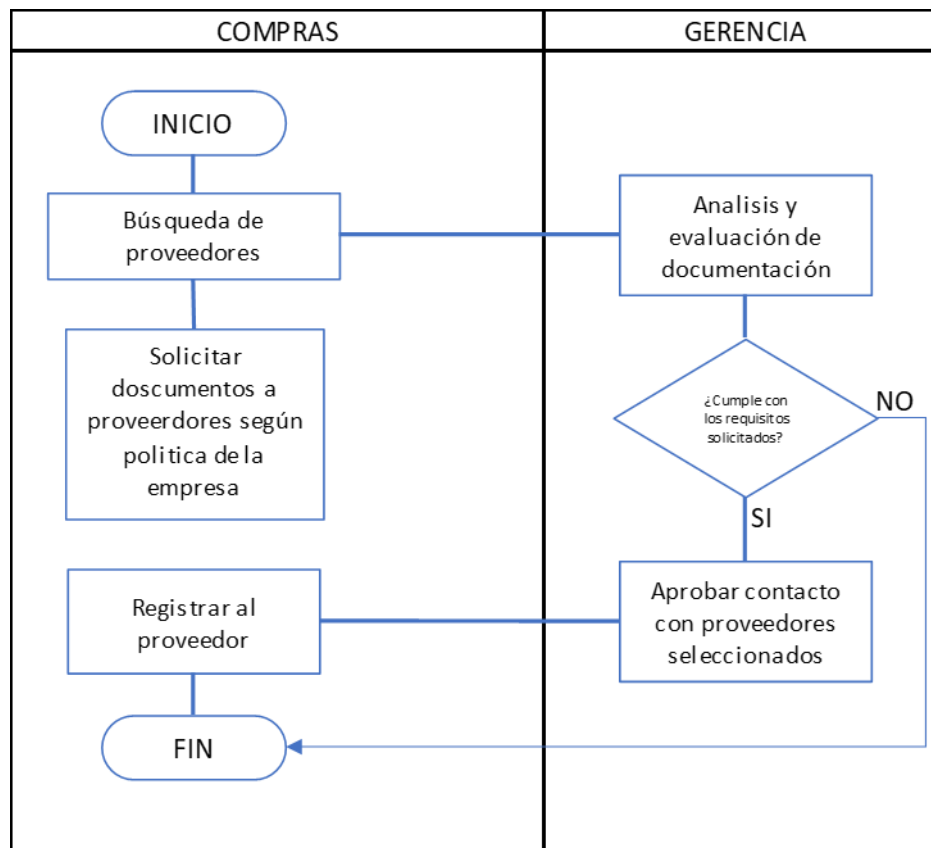 COMPRAS
GERENCIA
INICIO
Búsqueda de
proveedores
Analisis y
evaluación de
documentación
Solicitar
doscumentos a
proveerdores según
politica de la
empresa
¿Cumple con
los requisitos
solicitados?
NO
SI
Registrar al
proveedor
Aprobar contacto
con proveedores
seleccionados
FIN